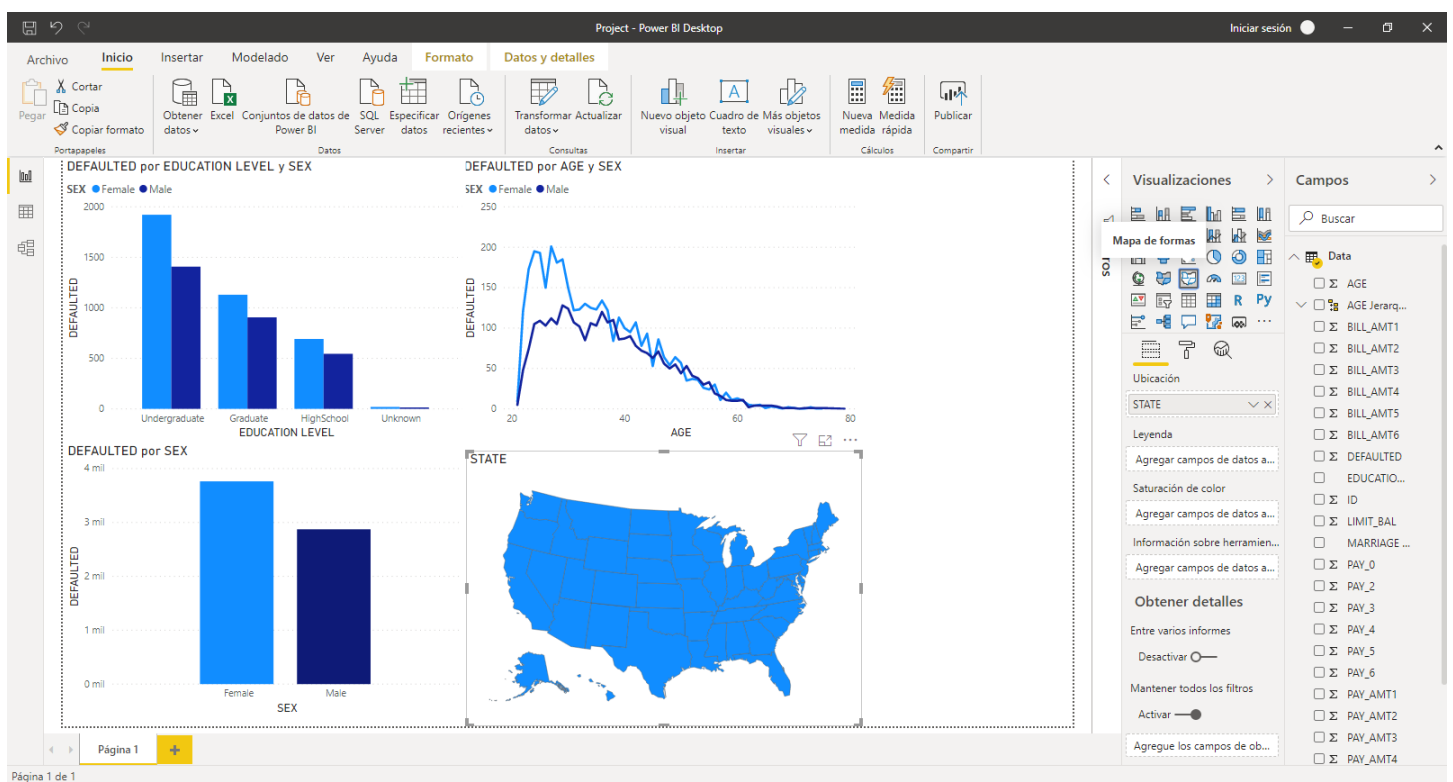 Project - Power BI Desktop
Iniciar sesión
Archivo Inicio Insertar Modelado Ver Ayuda Formato Datos y detalles
Pegar
Cortar
Copia
Copiar formato
Portapapeles
Obtener datos
Excel
Conjuntos de datos de Power BI
SQL Server
Especificar datos
Orígenes recientes
Datos
Transformar datos
Actualizar
Consultas
Nuevo objeto visual
Cuadro de texto
Más objetos visuales
Insertar
Nueva medida
Medida rápida
Cálculos
Publicar
Compartir
DEFAULTED por EDUCATION LEVEL y SEX
SEX Female Male
2000
1500
1000
500
0
DEFAULTED
Undergraduate Graduate HighSchool Unknown
EDUCATION LEVEL
DEFAULTED por AGE y SEX
SEX Female Male
250
200
150
100
50
0
DEFAULTED
20 40 60 80
AGE
DEFAULTED por SEX
4 mil
3 mil
2 mil
1 mil
0 mil
DEFAULTED
Female Male
SEX
STATE
Visualizaciones
Mapa de formas
R Py
123
Ubicación
STATE
Leyenda
Agregar campos de datos a...
Saturación de color
Agregar campos de datos a...
Información sobre herramien...
Agregar campos de datos a...
Obtener detalles
Entre varios informes
Desactivar
Mantener todos los filtros
Activar
Agregue los campos de ob...
Campos
Buscar
Data
AGE
AGE Jerarq...
BILL_AMT1
BILL_AMT2
BILL_AMT3
BILL_AMT4
BILL_AMT5
BILL_AMT6
DEFAULTED
EDUCATIO...
ID
LIMIT_BAL
MARRIAGE ...
PAY_0
PAY_2
PAY_3
PAY_4
PAY_5
PAY_6
PAY_AMT1
PAY_AMT2
PAY_AMT3
PAY_AMT4
Página 1
Página 1 de 1